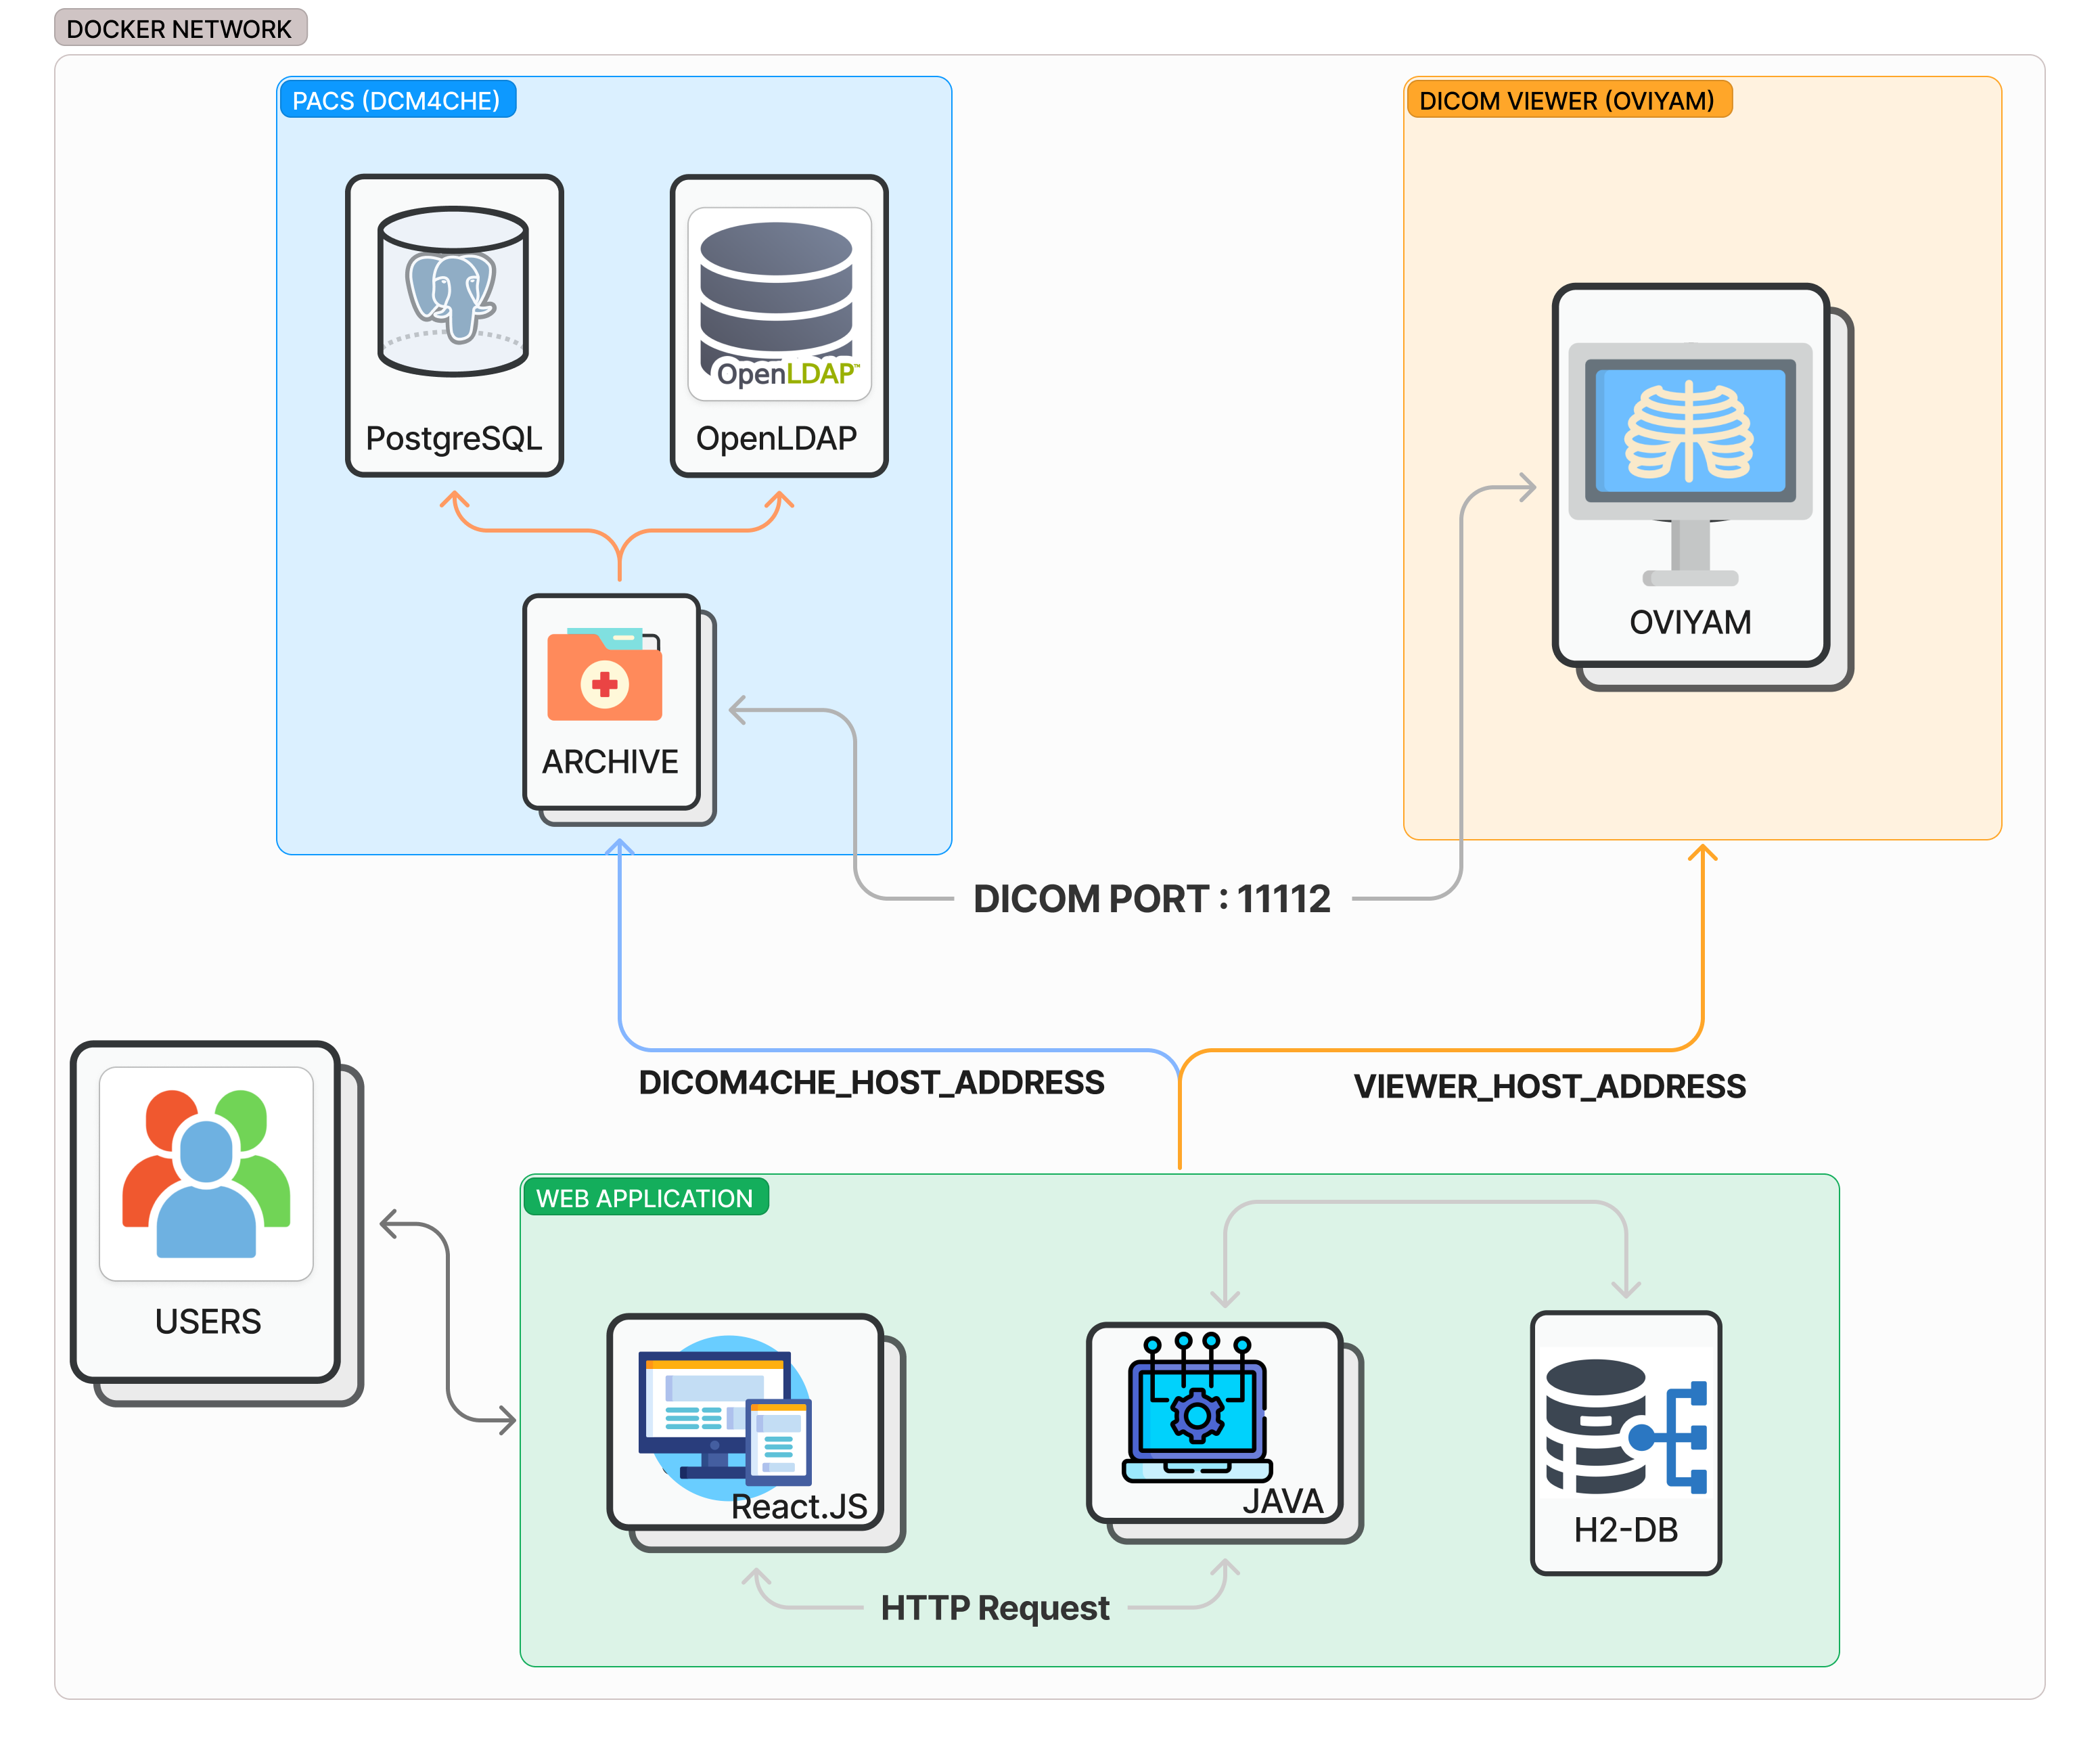 DOCKER NETWORK
PACS (DCM4CHE)
DICOM VIEWER (OVIYAM)
OpenLDAP™
PostgreSQL
OpenLDAP
OVIYAM
ARCHIVE
DICOM PORT : 11112
DICOM4CHE_HOST_ADDRESS
VIEWER_HOST_ADDRESS
WEB APPLICATION
USERS
React.JS
JAVA
H2-DB
HTTP Request